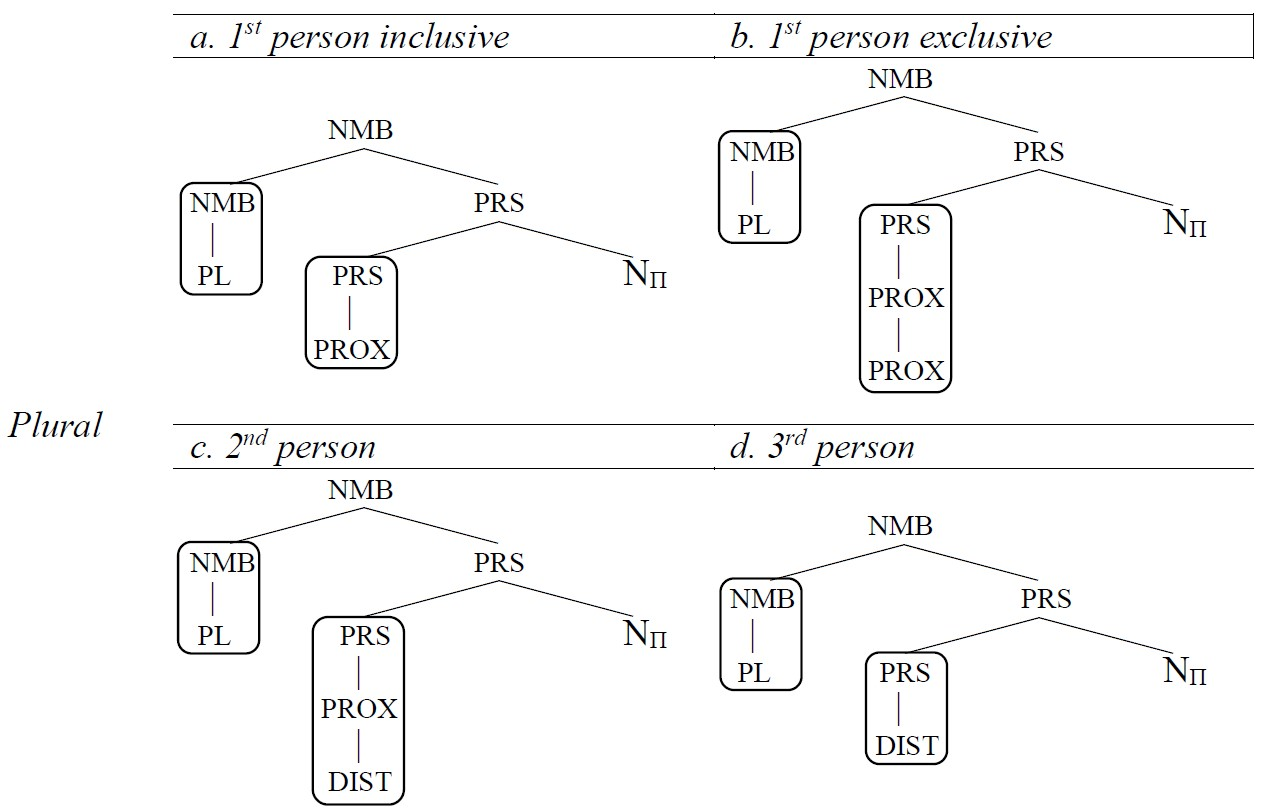 a. 1st person inclusive
b. 1st person exclusive
NMB
NMB
PL
PRS
PRS
PROX
NΠ
NMB
NMB
PL
PRS
PRS
PROX
PROX
NΠ
Plural
c. 2nd person
d. 3rd person
NMB
NMB
PL
PRS
PRS
PROX
DIST
NΠ
NMB
NMB
PL
PRS
PRS
DIST
NΠ